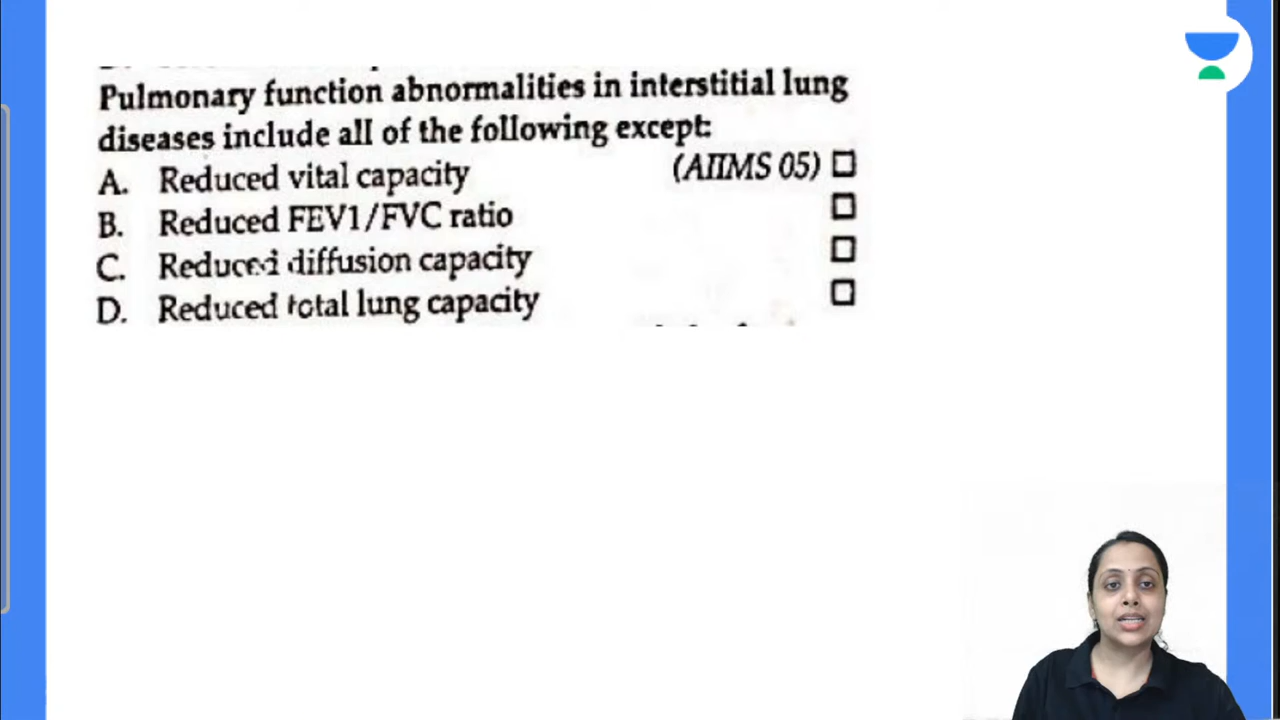 Pulmonary function abnormalities in interstitial lung
diseases include all of the following except:
(AIIMS 05)
A. Reduced vital capacity
B. Reduced FEV1/FVC ratio
C. Reduced diffusion capacity
D. Reduced total lung capacity